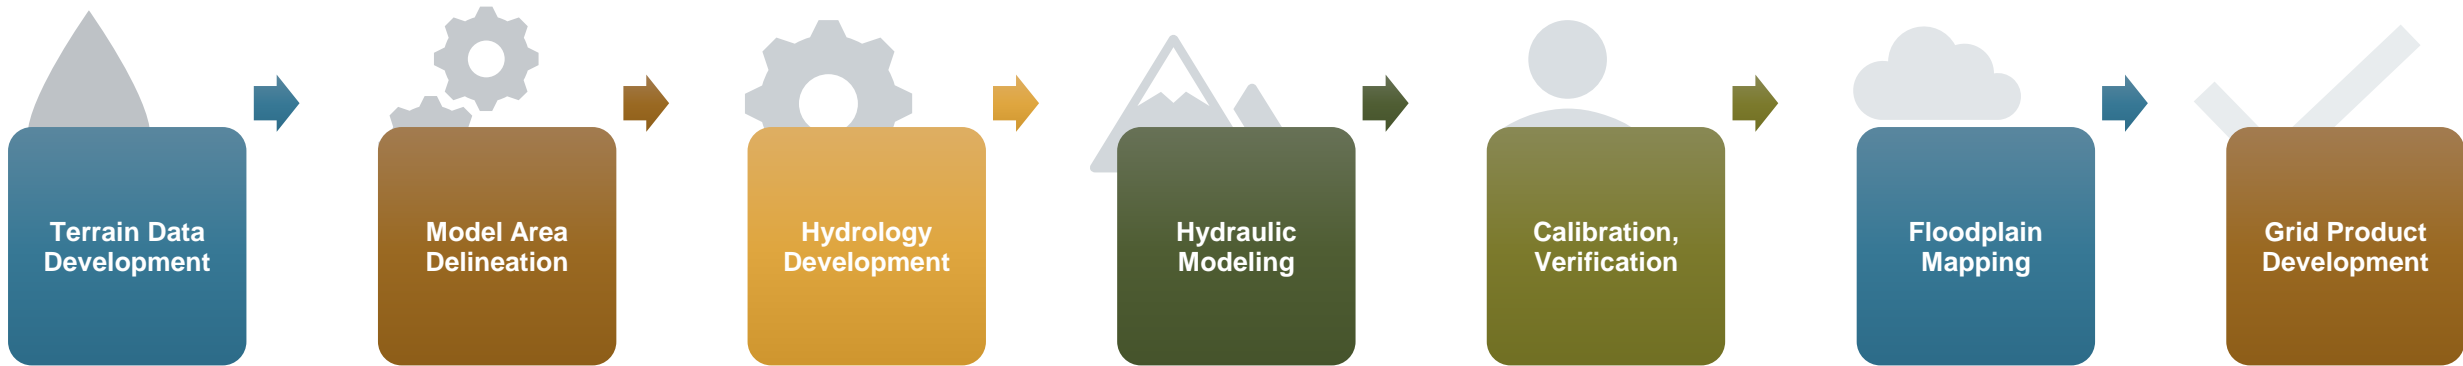 Terrain Data
Development
Model Area
Delineation
Hydrology
Development
Hydraulic
Modeling
Calibration,
Verification
Floodplain
Mapping
Grid Product
Development